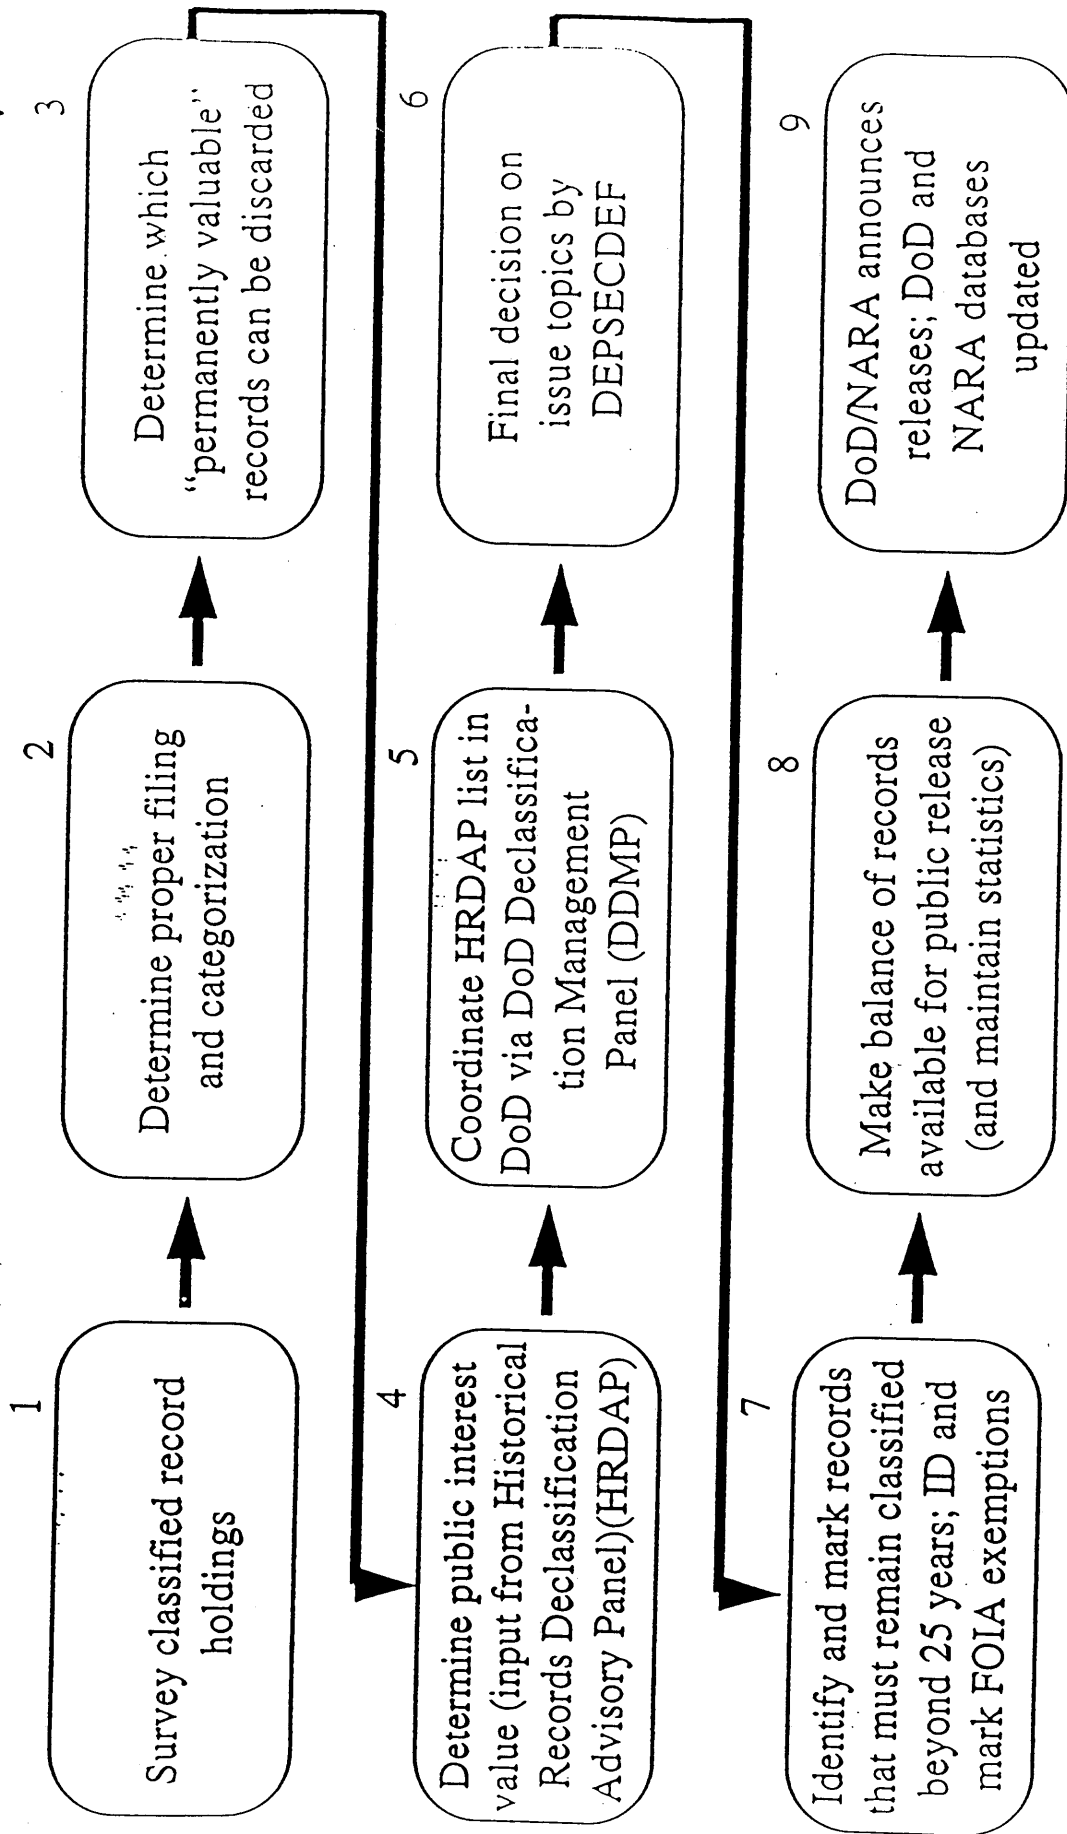 1
Survey classified record
holdings
2
Determine proper filing
and categorization
3
Determine which
“permanently valuable”
records can be discarded
4
Determine public interest
value (input from Historical
Records Declassification
Advisory Panel)(HRDAP)
5
Coordinate HRDAP list in
DoD via DoD Declassifica-
tion Management
Panel (DDMP)
6
Final decision on
issue topics by
DEPSECDEF
7
Identify and mark records
that must remain classified
beyond 25 years; ID and
mark FOIA exemptions
8
Make balance of records
available for public release
(and maintain statistics)
9
DoD/NARA announces
releases; DoD and
NARA databases
updated